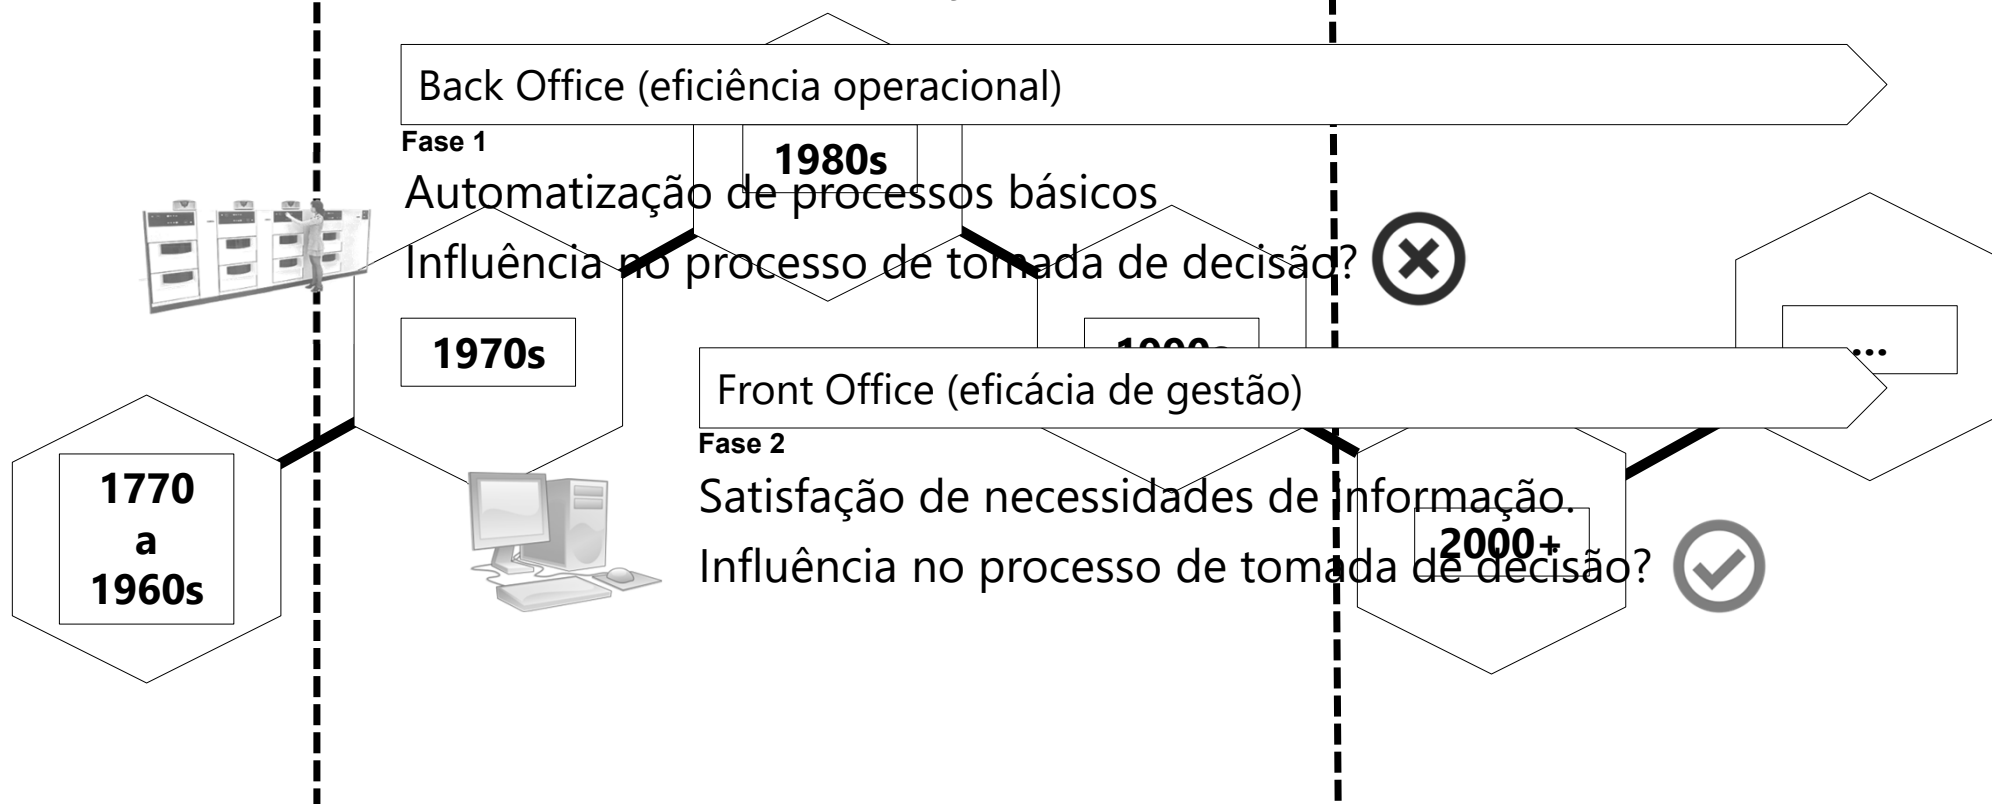 Back Office (eficiência operacional)
Fase 1
1980s
Automatização de processos básicos
Influência no processo de tomada de decisão?
1970s
...
Front Office (eficácia de gestão)
Fase 2
1770
a
1960s
Satisfação de necessidades de informação.
2000+
Influência no processo de tomada de decisão?